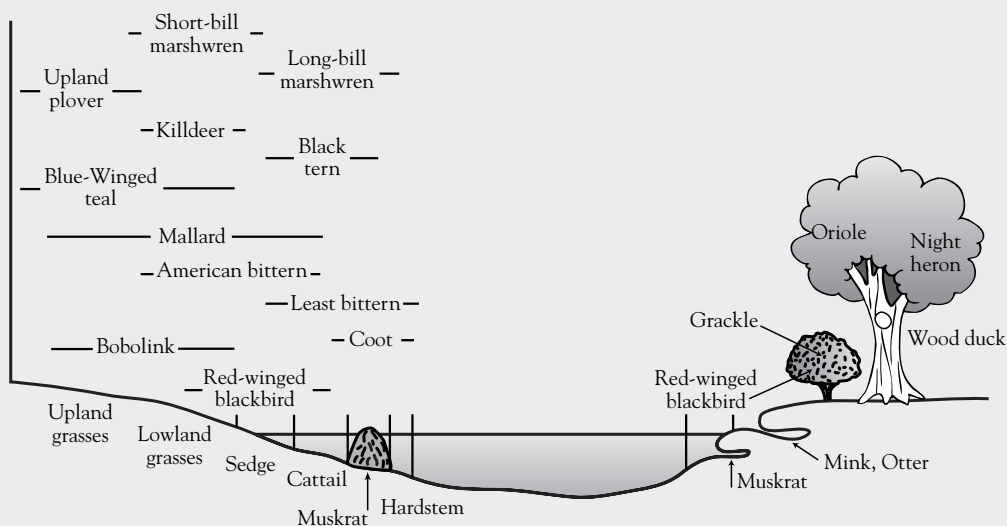 Short-bill
marshwren
Long-bill
marshwren
Upland
plover
Killdeer
Black
tern
Blue-Winged
teal
Mallard
American bittern
Least bittern
Coot
Bobolink
Red-winged
blackbird
Upland
grasses
Lowland
grasses
Sedge
Cattail
Muskrat
Hardstem
Oriole
Night
heron
Grackle
Wood duck
Red-winged
blackbird
Mink, Otter
Muskrat